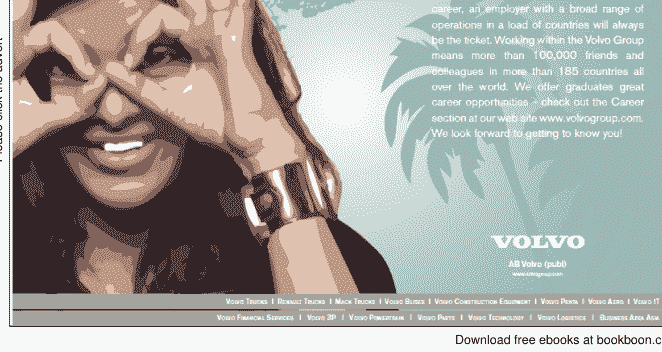 career, an employer with a broad range of
operations in a load of countries will always
be the ticket. Working within the Volvo Group
means more than 100,000 friends and
colleagues in more than 185 countries all
over the world. We offer graduates great
career opportunities – check out the Career
section at our web site www.volvogroup.com.
We look forward to getting to know you!
VOLVO
AB Volvo (publ)
www.volvogroup.com
Volvo Trucks | Renault Trucks | Mack Trucks | Volvo Buses | Volvo Construction Equipment | Volvo Penta | Volvo Aero | Volvo IT
Volvo Financial Services | Volvo 3P | Volvo Powertrain | Volvo Parts | Volvo Technology | Volvo Logistics | Business Area Asia
Download free ebooks at bookboon.c